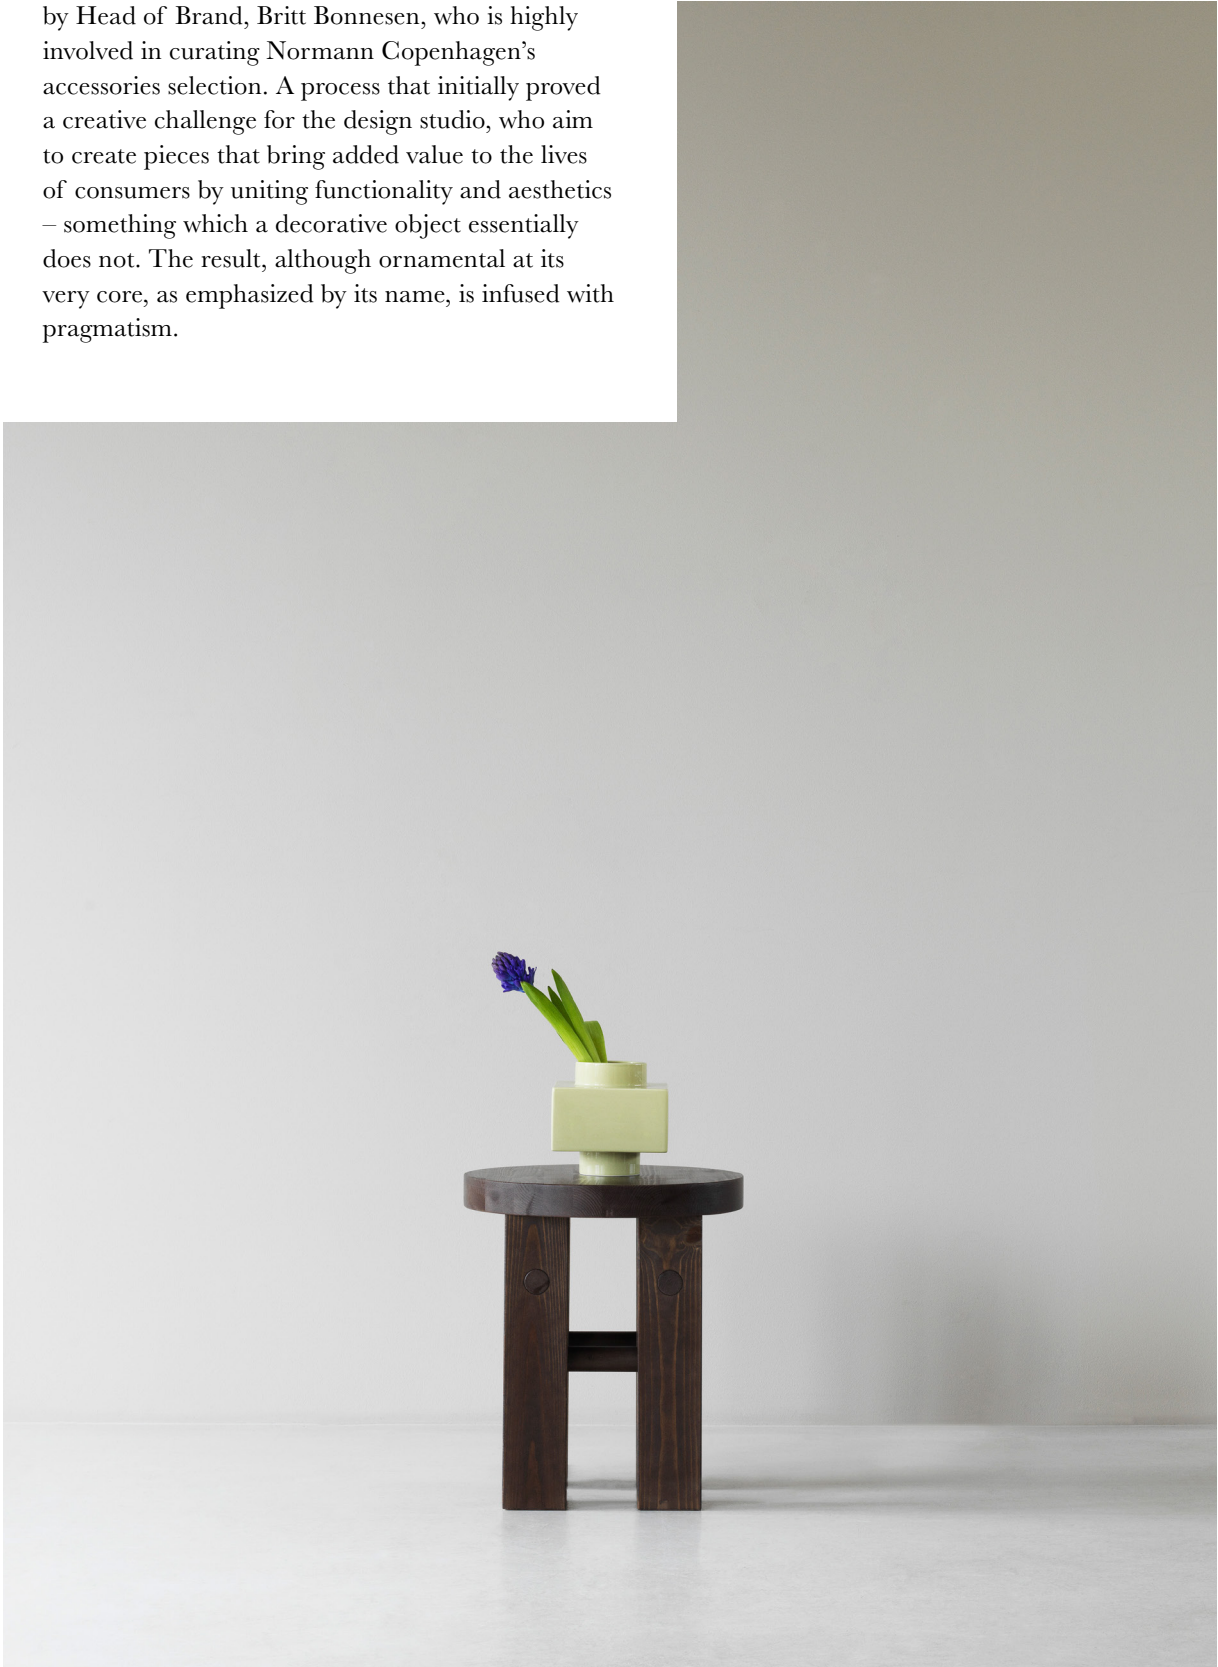 by Head of Brand, Britt Bonnesen, who is highly
involved in curating Normann Copenhagen’s
accessories selection. A process that initially proved
a creative challenge for the design studio, who aim
to create pieces that bring added value to the lives
of consumers by uniting functionality and aesthetics
– something which a decorative object essentially
does not. The result, although ornamental at its
very core, as emphasized by its name, is infused with
pragmatism.